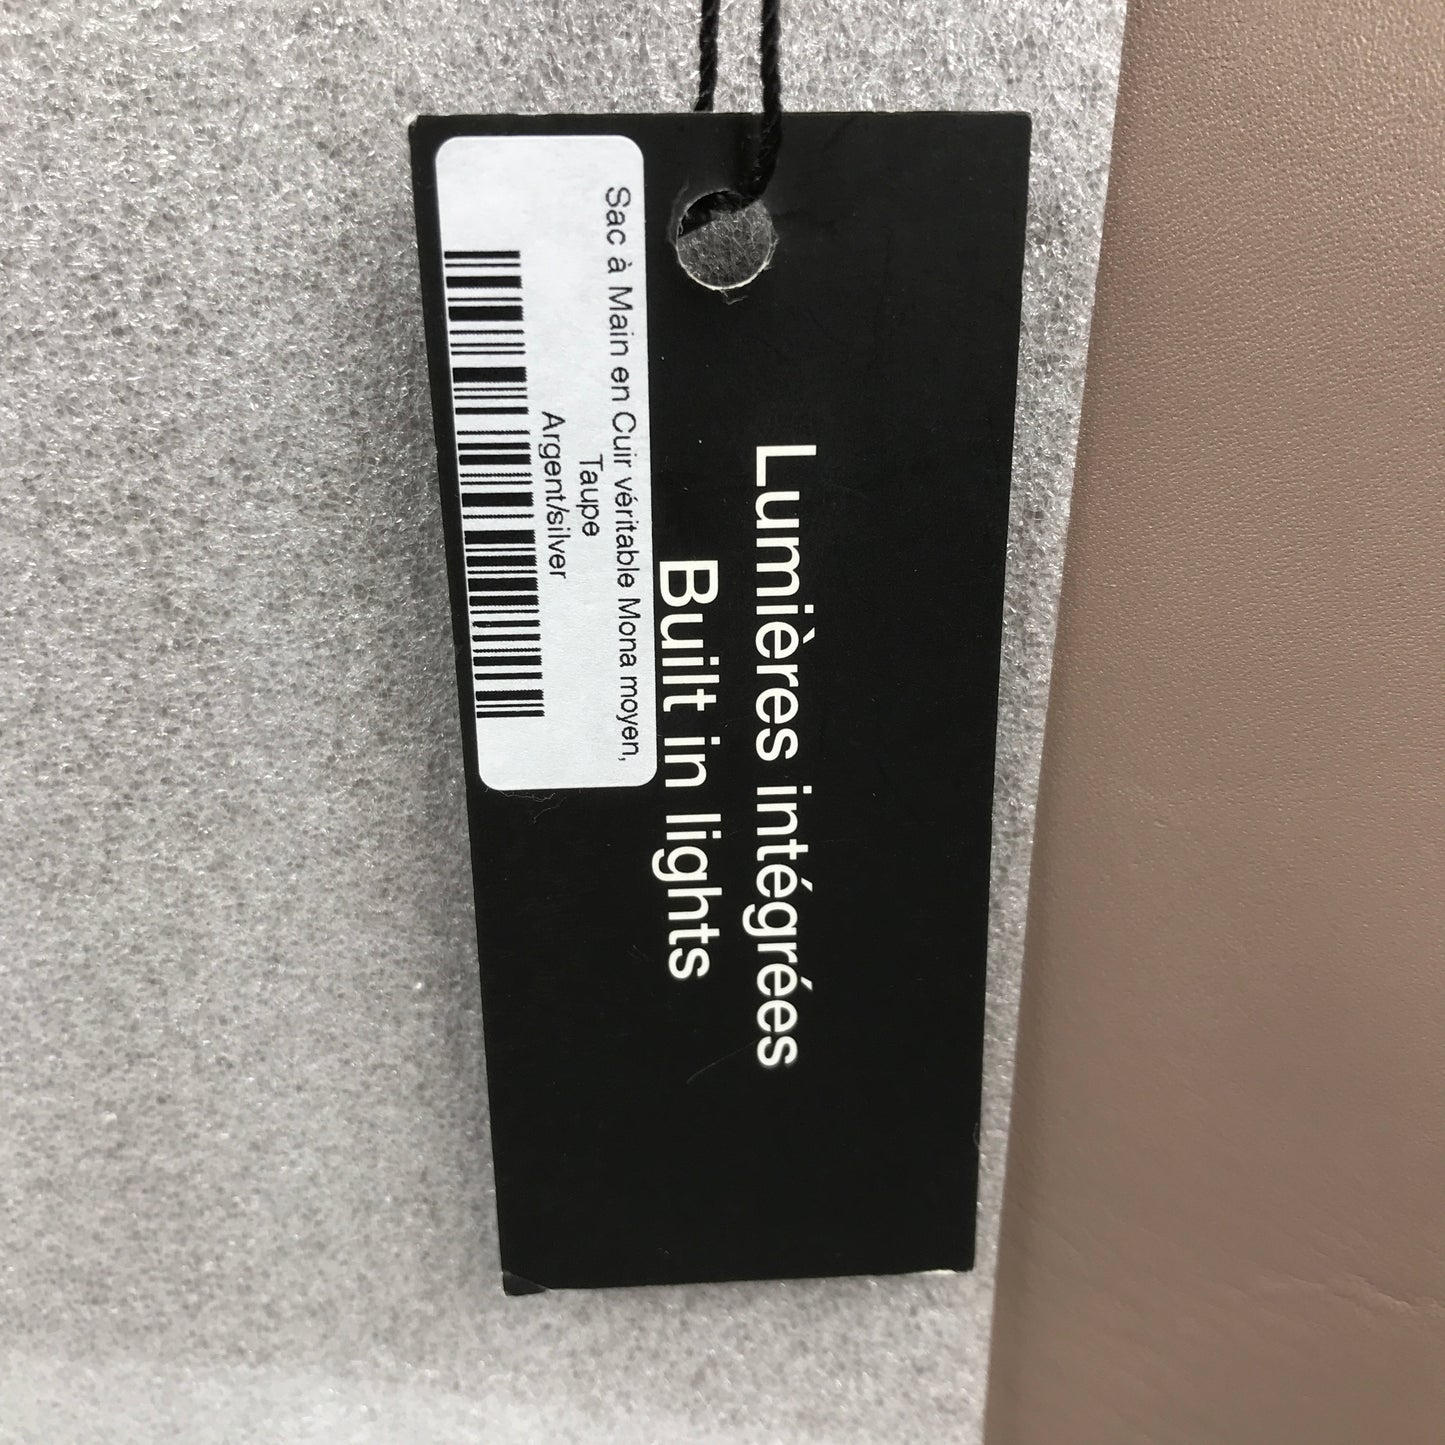 Lumières intégrées
Built in lights
Sac à Main en Cuir véritable Mona moyen,
Taupe
Argent/silver